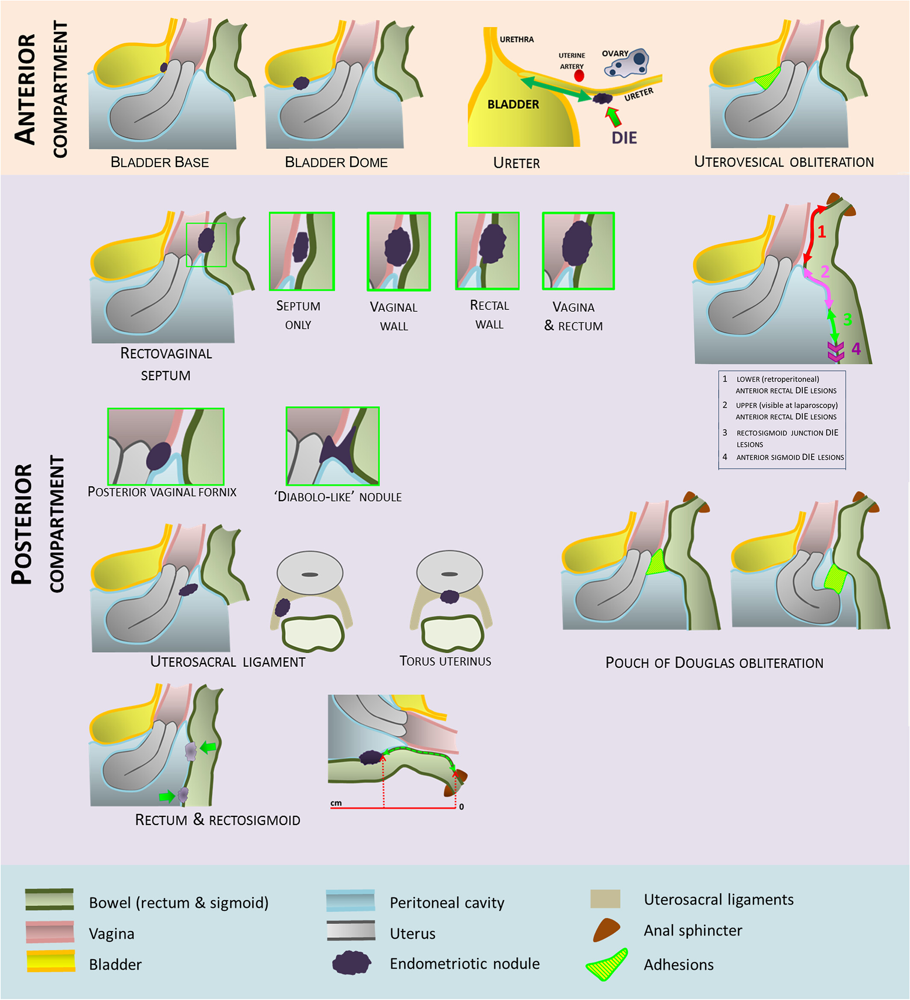 ANTERIOR
COMPARTMENT
URETHRA
UTERINE
ARTERY
OVARY
BLADDER
URETER
DIE
BLADDER BASE
BLADDER DOME
URETER
UTEROVESICAL OBLITERATION
POSTERIOR
COMPARTMENT
RECTOVAGINAL
SEPTUM
SEPTUM
ONLY
VAGINAL
WALL
RECTAL
WALL
VAGINA
& RECTUM
1
2
3
4
1 LOWER (retroperitoneal)
ANTERIOR RECTAL DIE LESIONS
2 UPPER (visible at laparoscopy)
ANTERIOR RECTAL DIE LESIONS
3 RECTOSIGMOID JUNCTION DIE
LESIONS
4 ANTERIOR SIGMOID DIE LESIONS
POSTERIOR VAGINAL FORNIX
‘DIABOLO-LIKE’ NODULE
UTEROSACRAL LIGAMENT
TORUS UTERINUS
POUCH OF DOUGLAS OBLITERATION
RECTUM & RECTOSIGMOID
cm
0
Bowel (rectum & sigmoid)
Vagina
Bladder
Peritoneal cavity
Uterus
Endometriotic nodule
Uterosacral ligaments
Anal sphincter
Adhesions